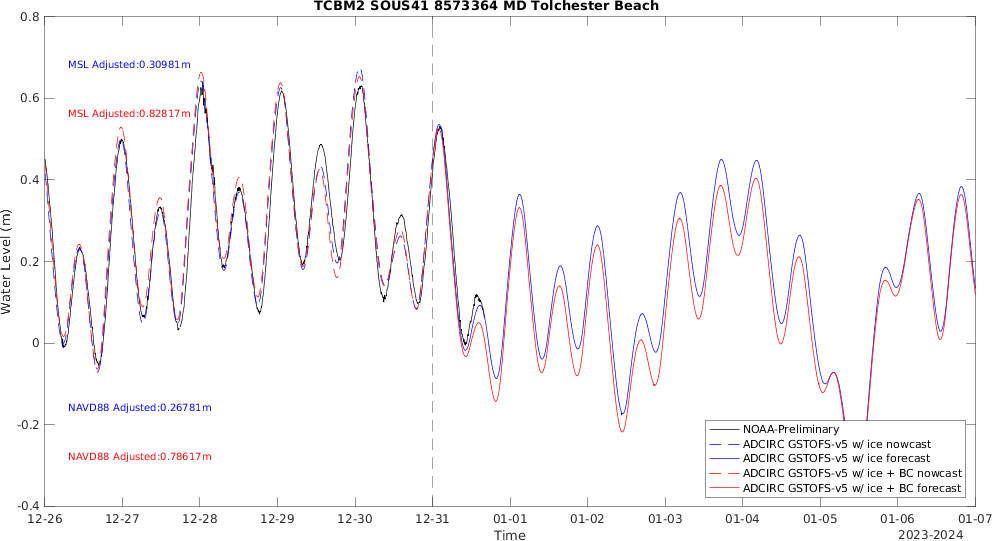 TCBM2 SOUS41 8573364 MD Tolchester Beach
0.8
0.6
0.4
0.2
0
-0.2
-0.4
Water Level (m)
MSL Adjusted:0.30981m
MSL Adjusted:0.82817m
NAVD88 Adjusted:0.26781m
NAVD88 Adjusted:0.78617m
NOAA-Preliminary
ADCIRC GSTOFS-v5 w/ ice nowcast
ADCIRC GSTOFS-v5 w/ ice forecast
ADCIRC GSTOFS-v5 w/ ice + BC nowcast
ADCIRC GSTOFS-v5 w/ ice + BC forecast
12-26 12-27 12-28 12-29 12-30 12-31 01-01 01-02 01-03 01-04 01-05 01-06 01-07
Time
2023-2024